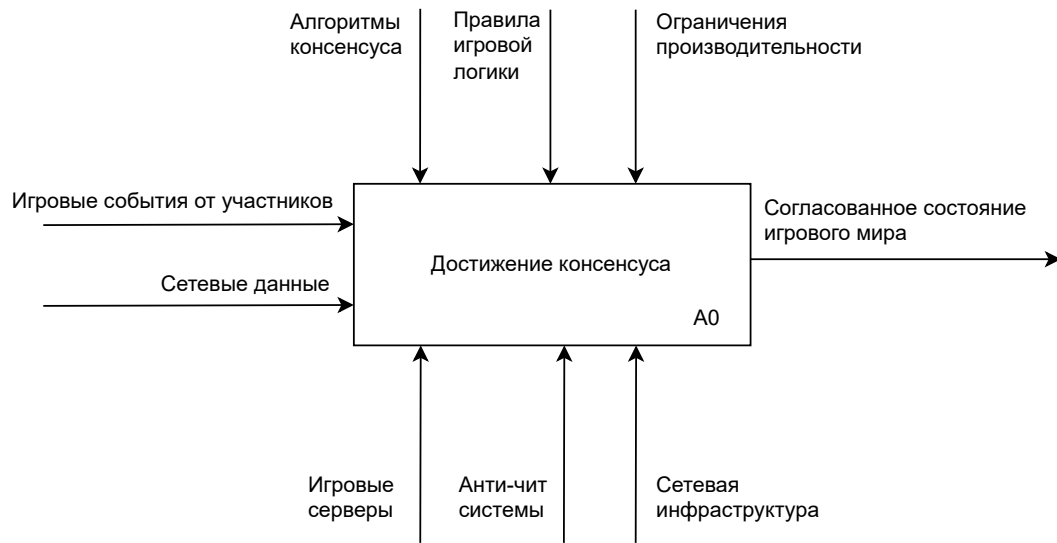 Алгоритмы
консенсуса
Правила
игровой
логики
Ограничения
производительности
Игровые события от участников
Сетевые данные
Достижение консенсуса
A0
Согласованное состояние
игрового мира
Игровые
серверы
Анти-чит
системы
Сетевая
инфраструктура